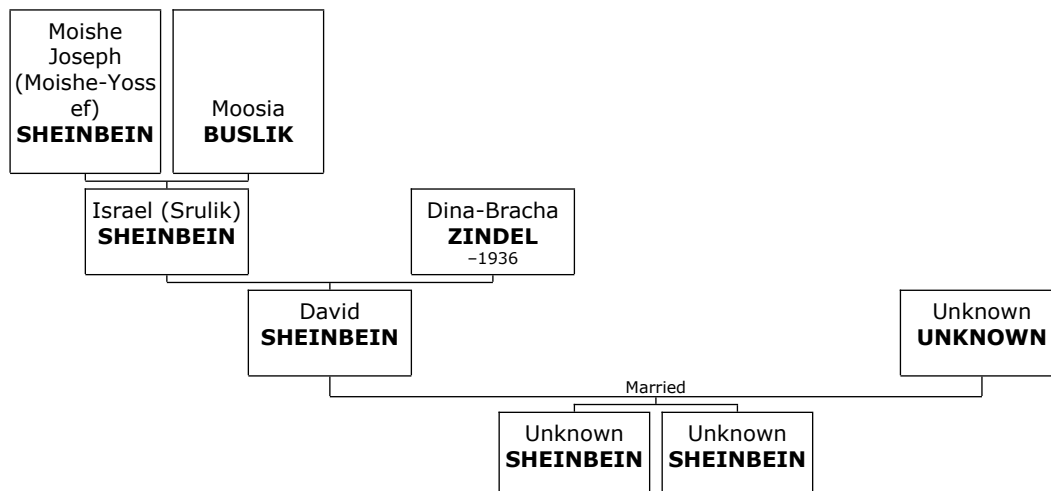 Moishe
Joseph
(Moishe-Yoss
ef)
SHEINBEIN
Moosia
BUSLIK
Israel (Srulik)
SHEINBEIN
Dina-Bracha
ZINDEL
–1936
David
SHEINBEIN
Unknown
UNKNOWN
Married
Unknown
SHEINBEIN
Unknown
SHEINBEIN